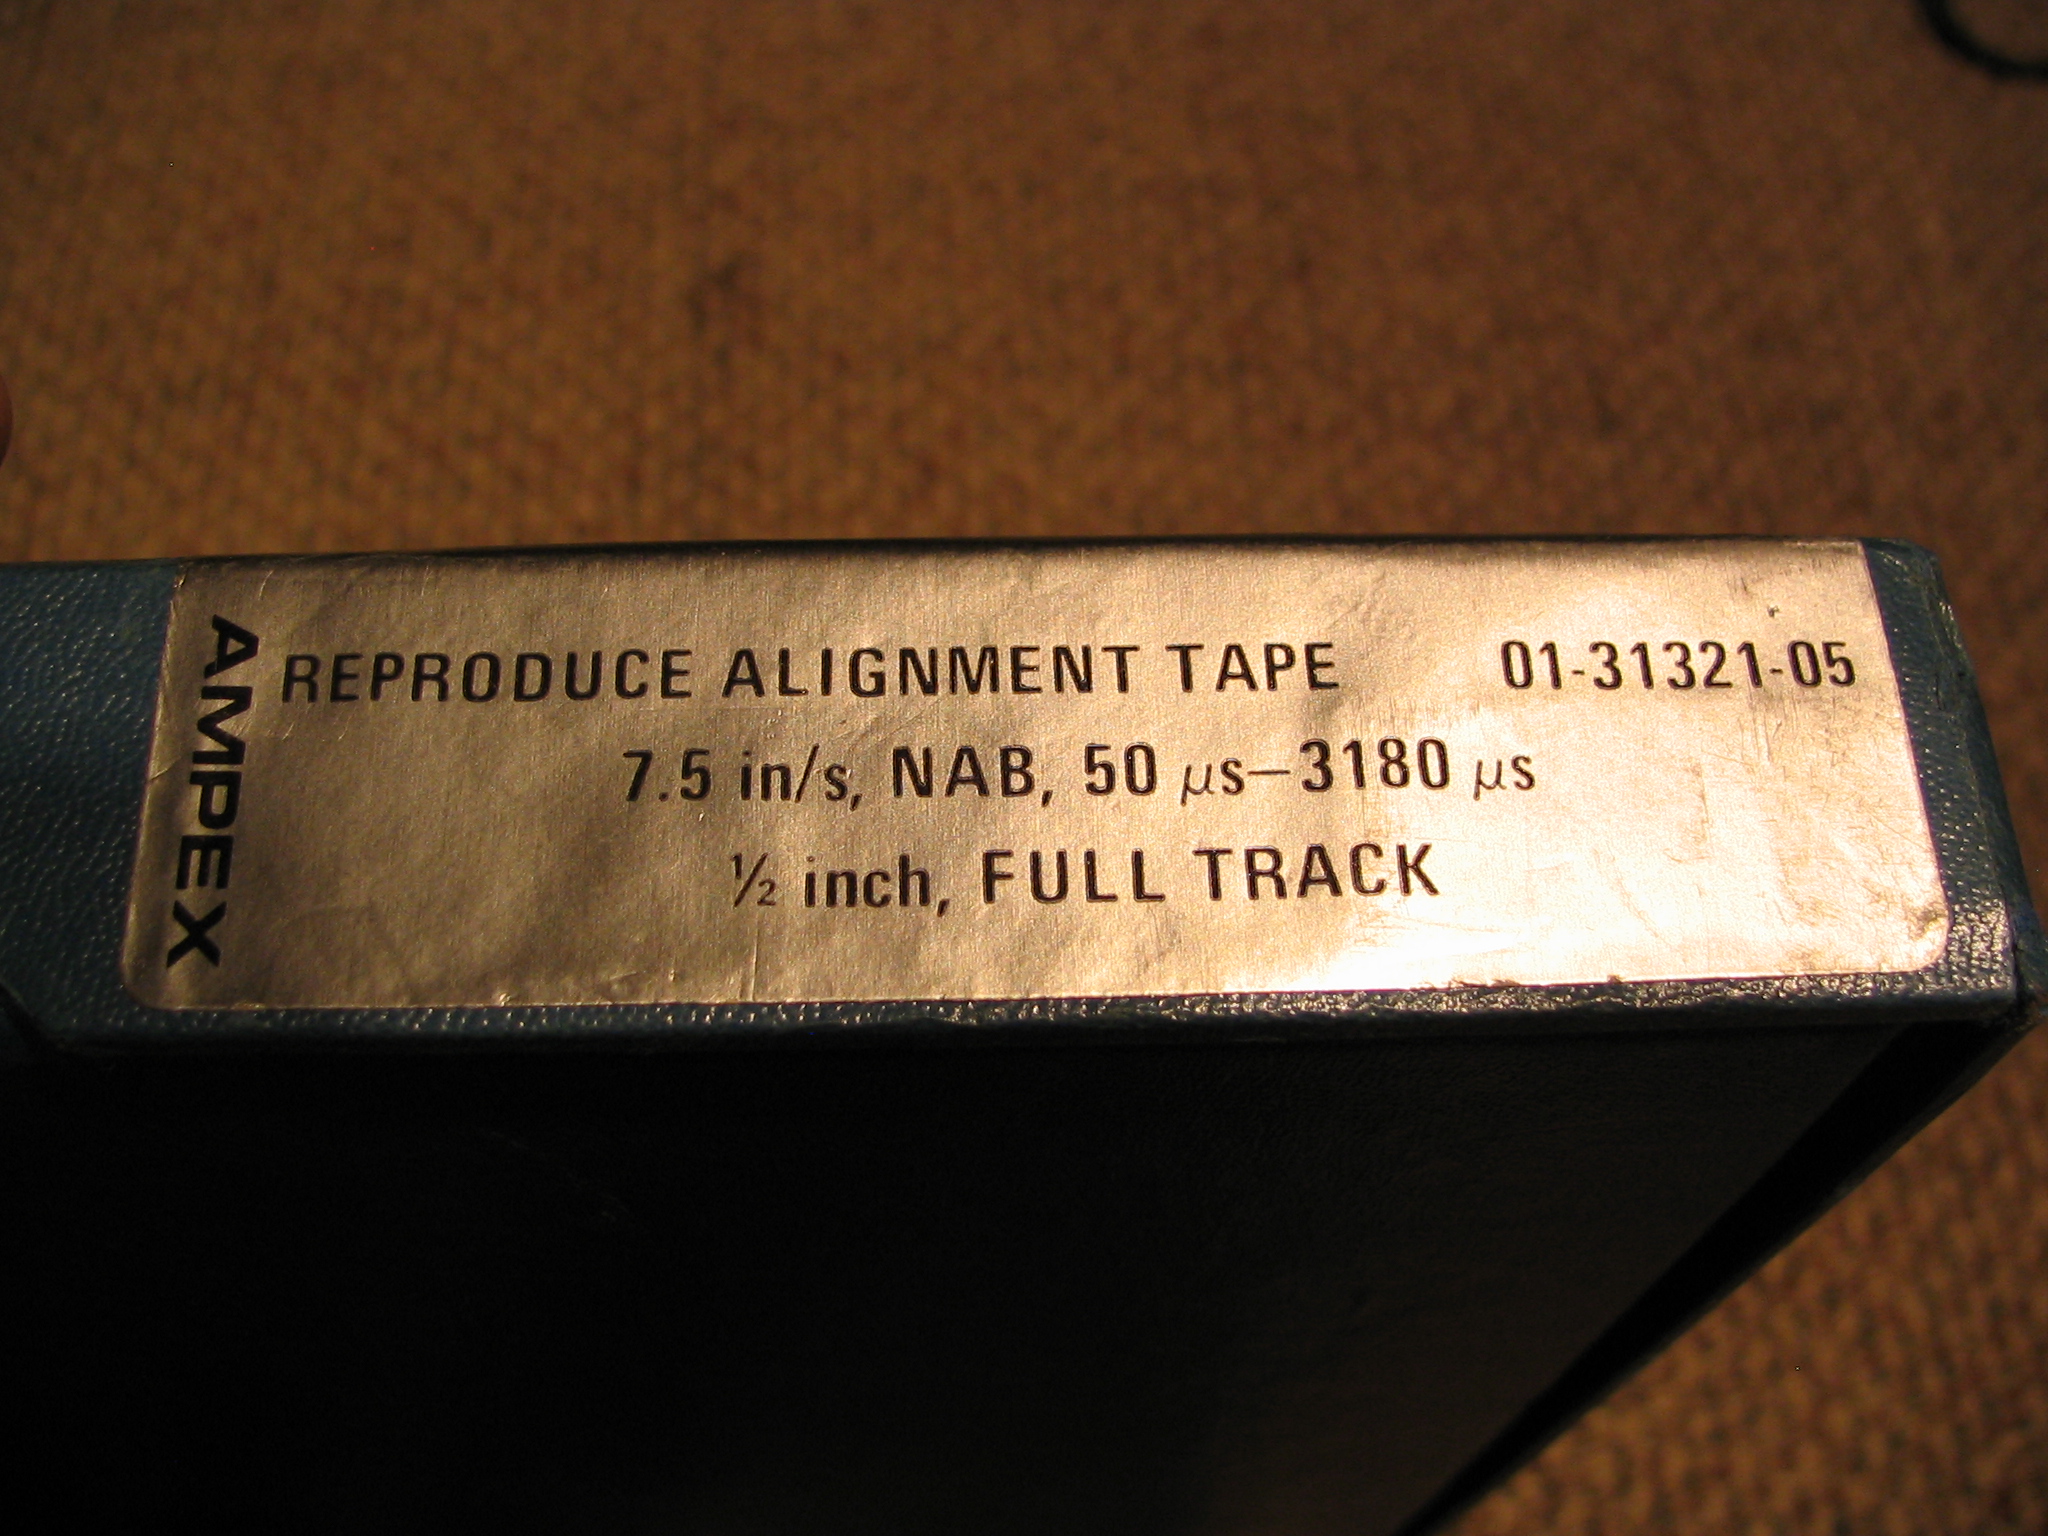 AMPEX
REPRODUCE ALIGNMENT TAPE 01-31321-05
7.5 in/s, NAB, 50 μs—3180 μs
½ inch, FULL TRACK